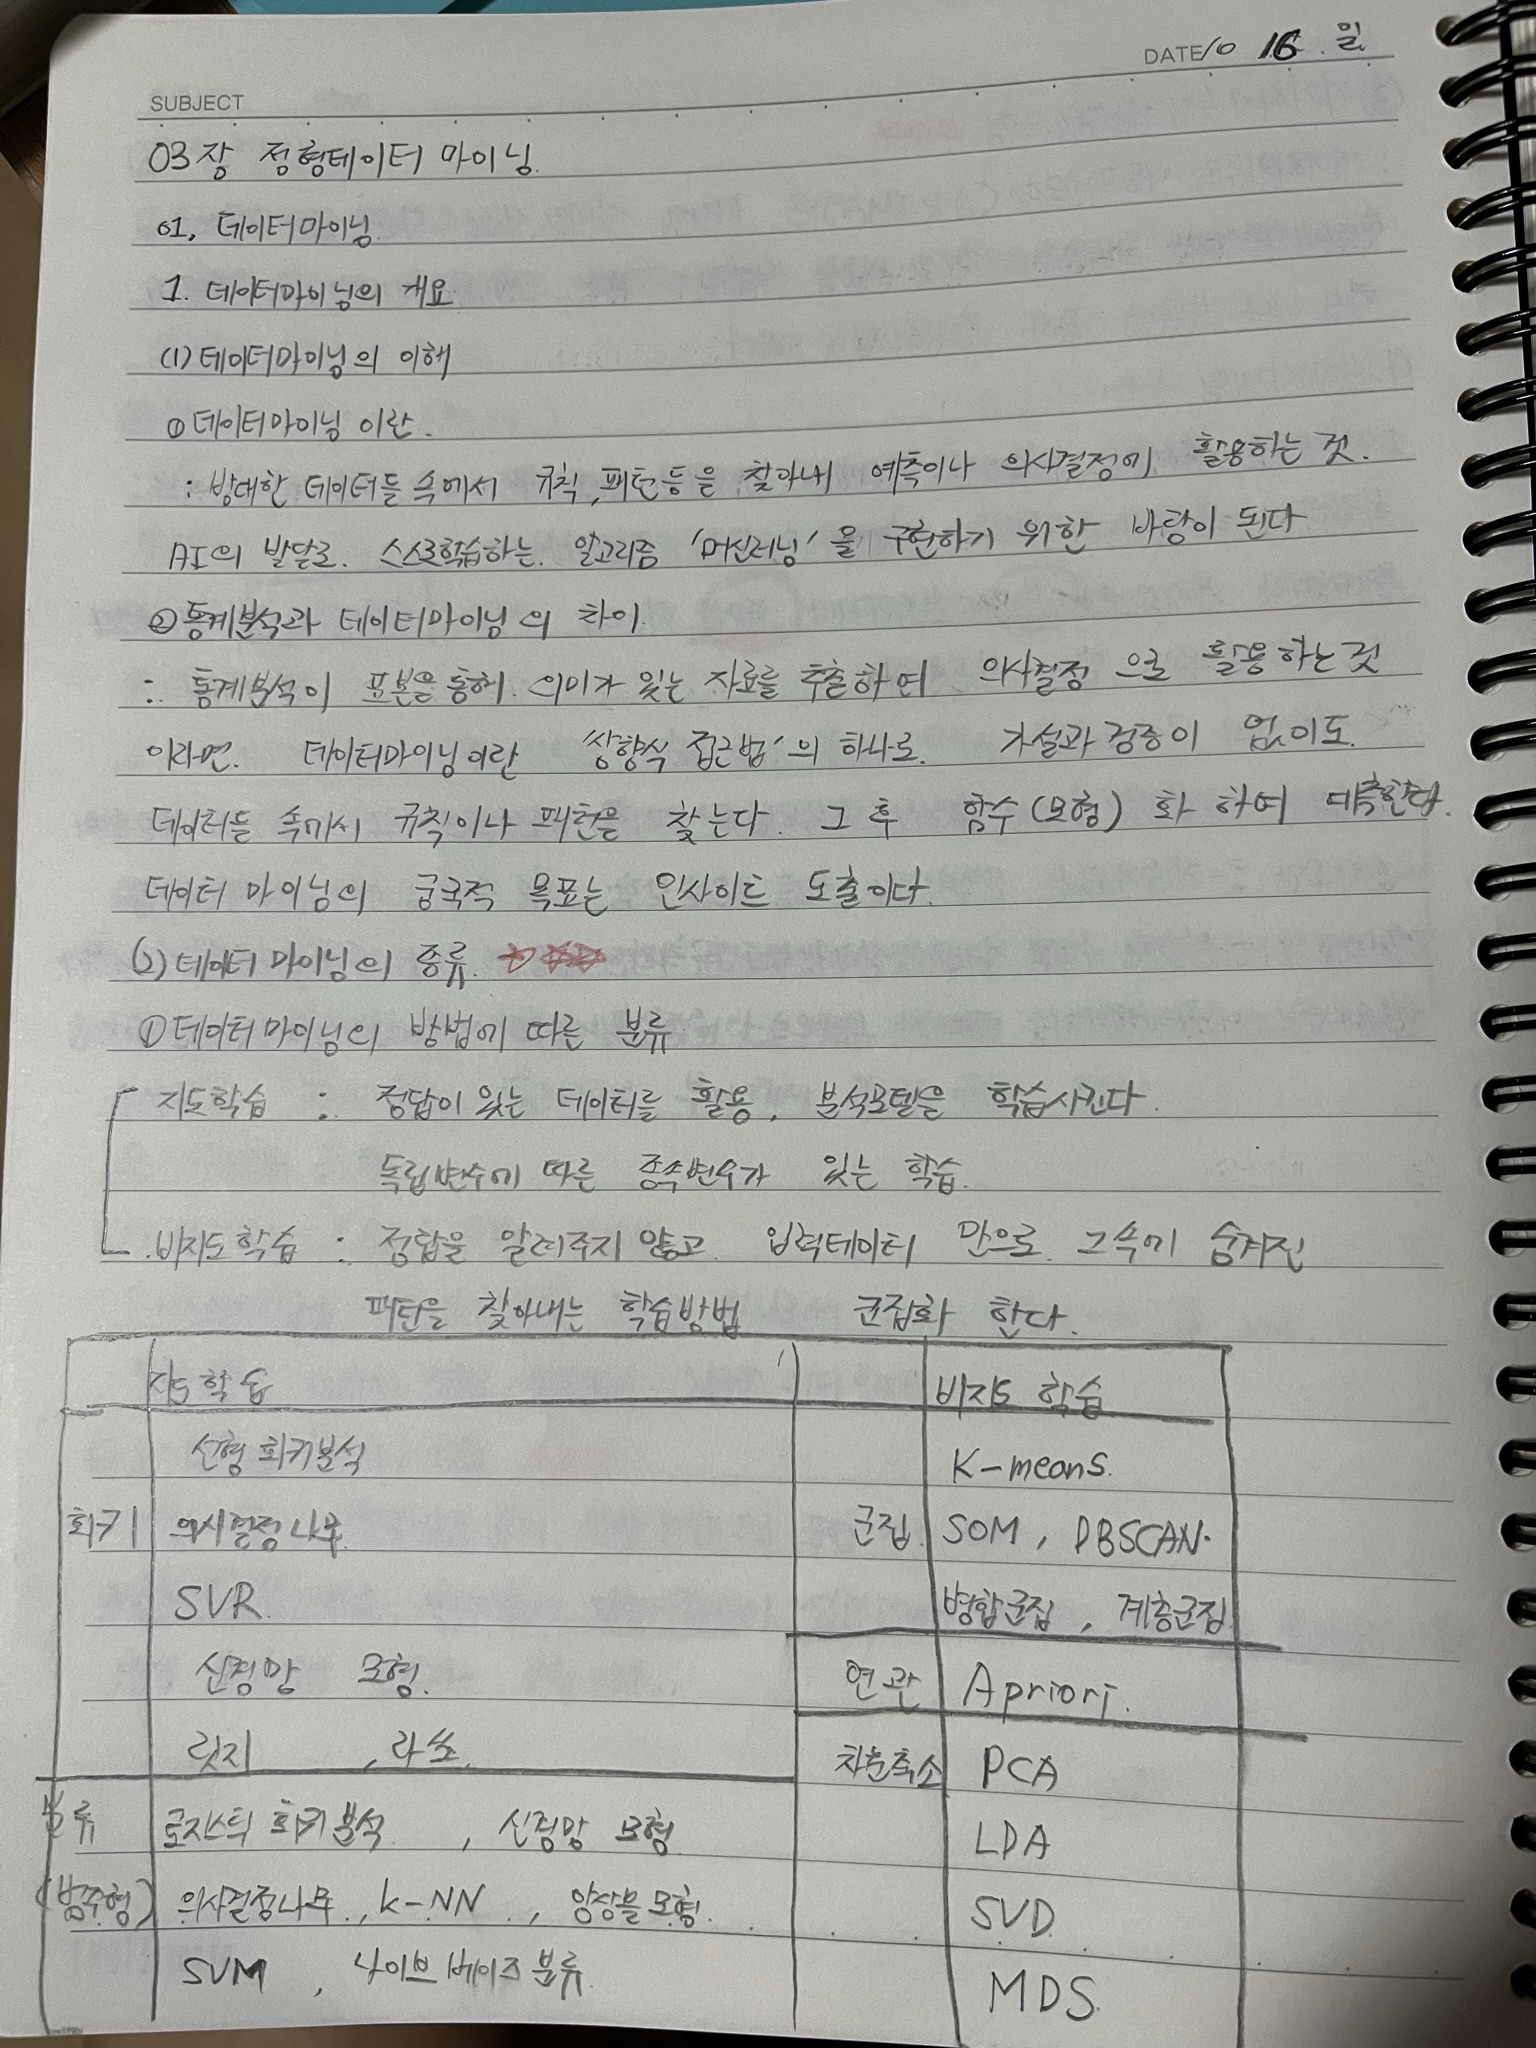 DATE 10 16 . 일
SUBJECT
03장 정형데이터 마이닝.
01. 데이터마이닝
1. 데이터마이닝의 개요
(1) 데이터마이닝의 이해
① 데이터마이닝 이란.
: 방대한 데이터들 속에서 규칙, 패턴등을 찾아내 예측이나 의사결정에 활용하는 것.
AI의 발달로. 스스로학습하는. 알고리즘 '머신러닝'을 구현하기 위한 바탕이 된다
② 통계분석과 데이터마이닝의 차이.
: 통계분석이 표본을 통해. 의미가 있는 자료를 추출하여 의사결정 으로 활용하는것
이라면. 데이터마이닝이란 '상향식 접근법'의 하나로. 가설과 검증이 없이도.
데이터들 속에서 규칙이나 패턴을 찾는다. 그 후 함수(모형) 화 하여 예측한다.
데이터 마이닝의 궁극적 목표는 인사이트 도출이다.
(2) 데이터 마이닝의 종류.
① 데이터 마이닝의 방법에 따른 분류
지도학습 : 정답이 있는 데이터를 활용, 분석모델을 학습시킨다.
독립변수에 따른 종속변수가 있는 학습.
비지도 학습 : 정답을 알려주지 않고 입력데이터 만으로. 그속에 숨겨진
패턴을 찾아내는 학습방법 군집화 한다.
지도학습 비지도 학습
선형 회귀분석 K-means.
회귀 의사결정나무. 군집 SOM, DBSCAN.
SVR. 병합군집, 계층군집
신경망 모형. 연관 Apriori.
릿지 , 라쏘. 차원축소 PCA
분류 로지스틱 회귀분석 , 신경망 모형 LDA
(범주형) 의사결정나무, k-NN , 앙상블모형. SVD
SVM , 나이브 베이즈 분류. MDS